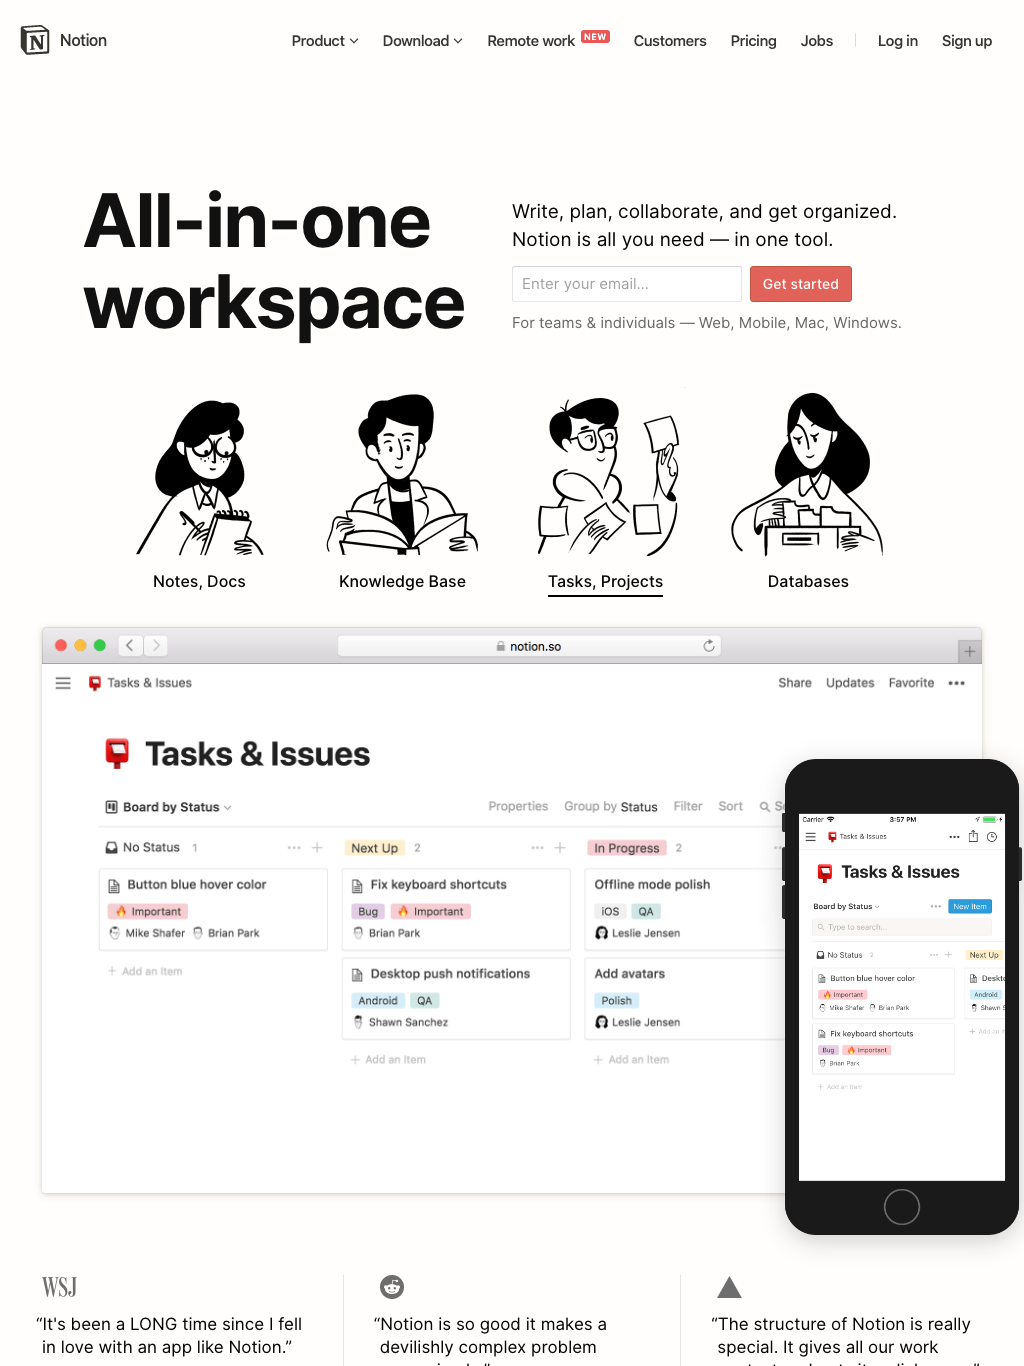 Notion
Product
Download
Remote work NEW
Customers
Pricing
Jobs
Log in
Sign up
All-in-one
workspace
Write, plan, collaborate, and get organized.
Notion is all you need — in one tool.
Enter your email...
Get started
For teams & individuals — Web, Mobile, Mac, Windows.
Notes, Docs
Knowledge Base
Tasks, Projects
Databases
notion.so
Tasks & Issues
Share Updates Favorite
Tasks & Issues
Board by Status
Properties Group by Status Filter Sort
No Status 1
Next Up 2
In Progress 2
Button blue hover color
Important
Mike Shafer Brian Park
Add an Item
Fix keyboard shortcuts
Bug Important
Brian Park
Desktop push notifications
Android QA
Shawn Sanchez
Add an Item
Offline mode polish
iOS QA
Leslie Jensen
Add avatars
Polish
Leslie Jensen
Add an Item
Carrier 3:57 PM
Tasks & Issues
Tasks & Issues
Board by Status
New Item
Type to search...
No Status 2
Next Up
Button blue hover color
Important
Mike Shafer Brian Park
Fix keyboard shortcuts
Bug Important
Brian Park
Add an Item
Android
WSJ
“It's been a LONG time since I fell
in love with an app like Notion.”
“Notion is so good it makes a
devilishly complex problem
“The structure of Notion is really
special. It gives all our work